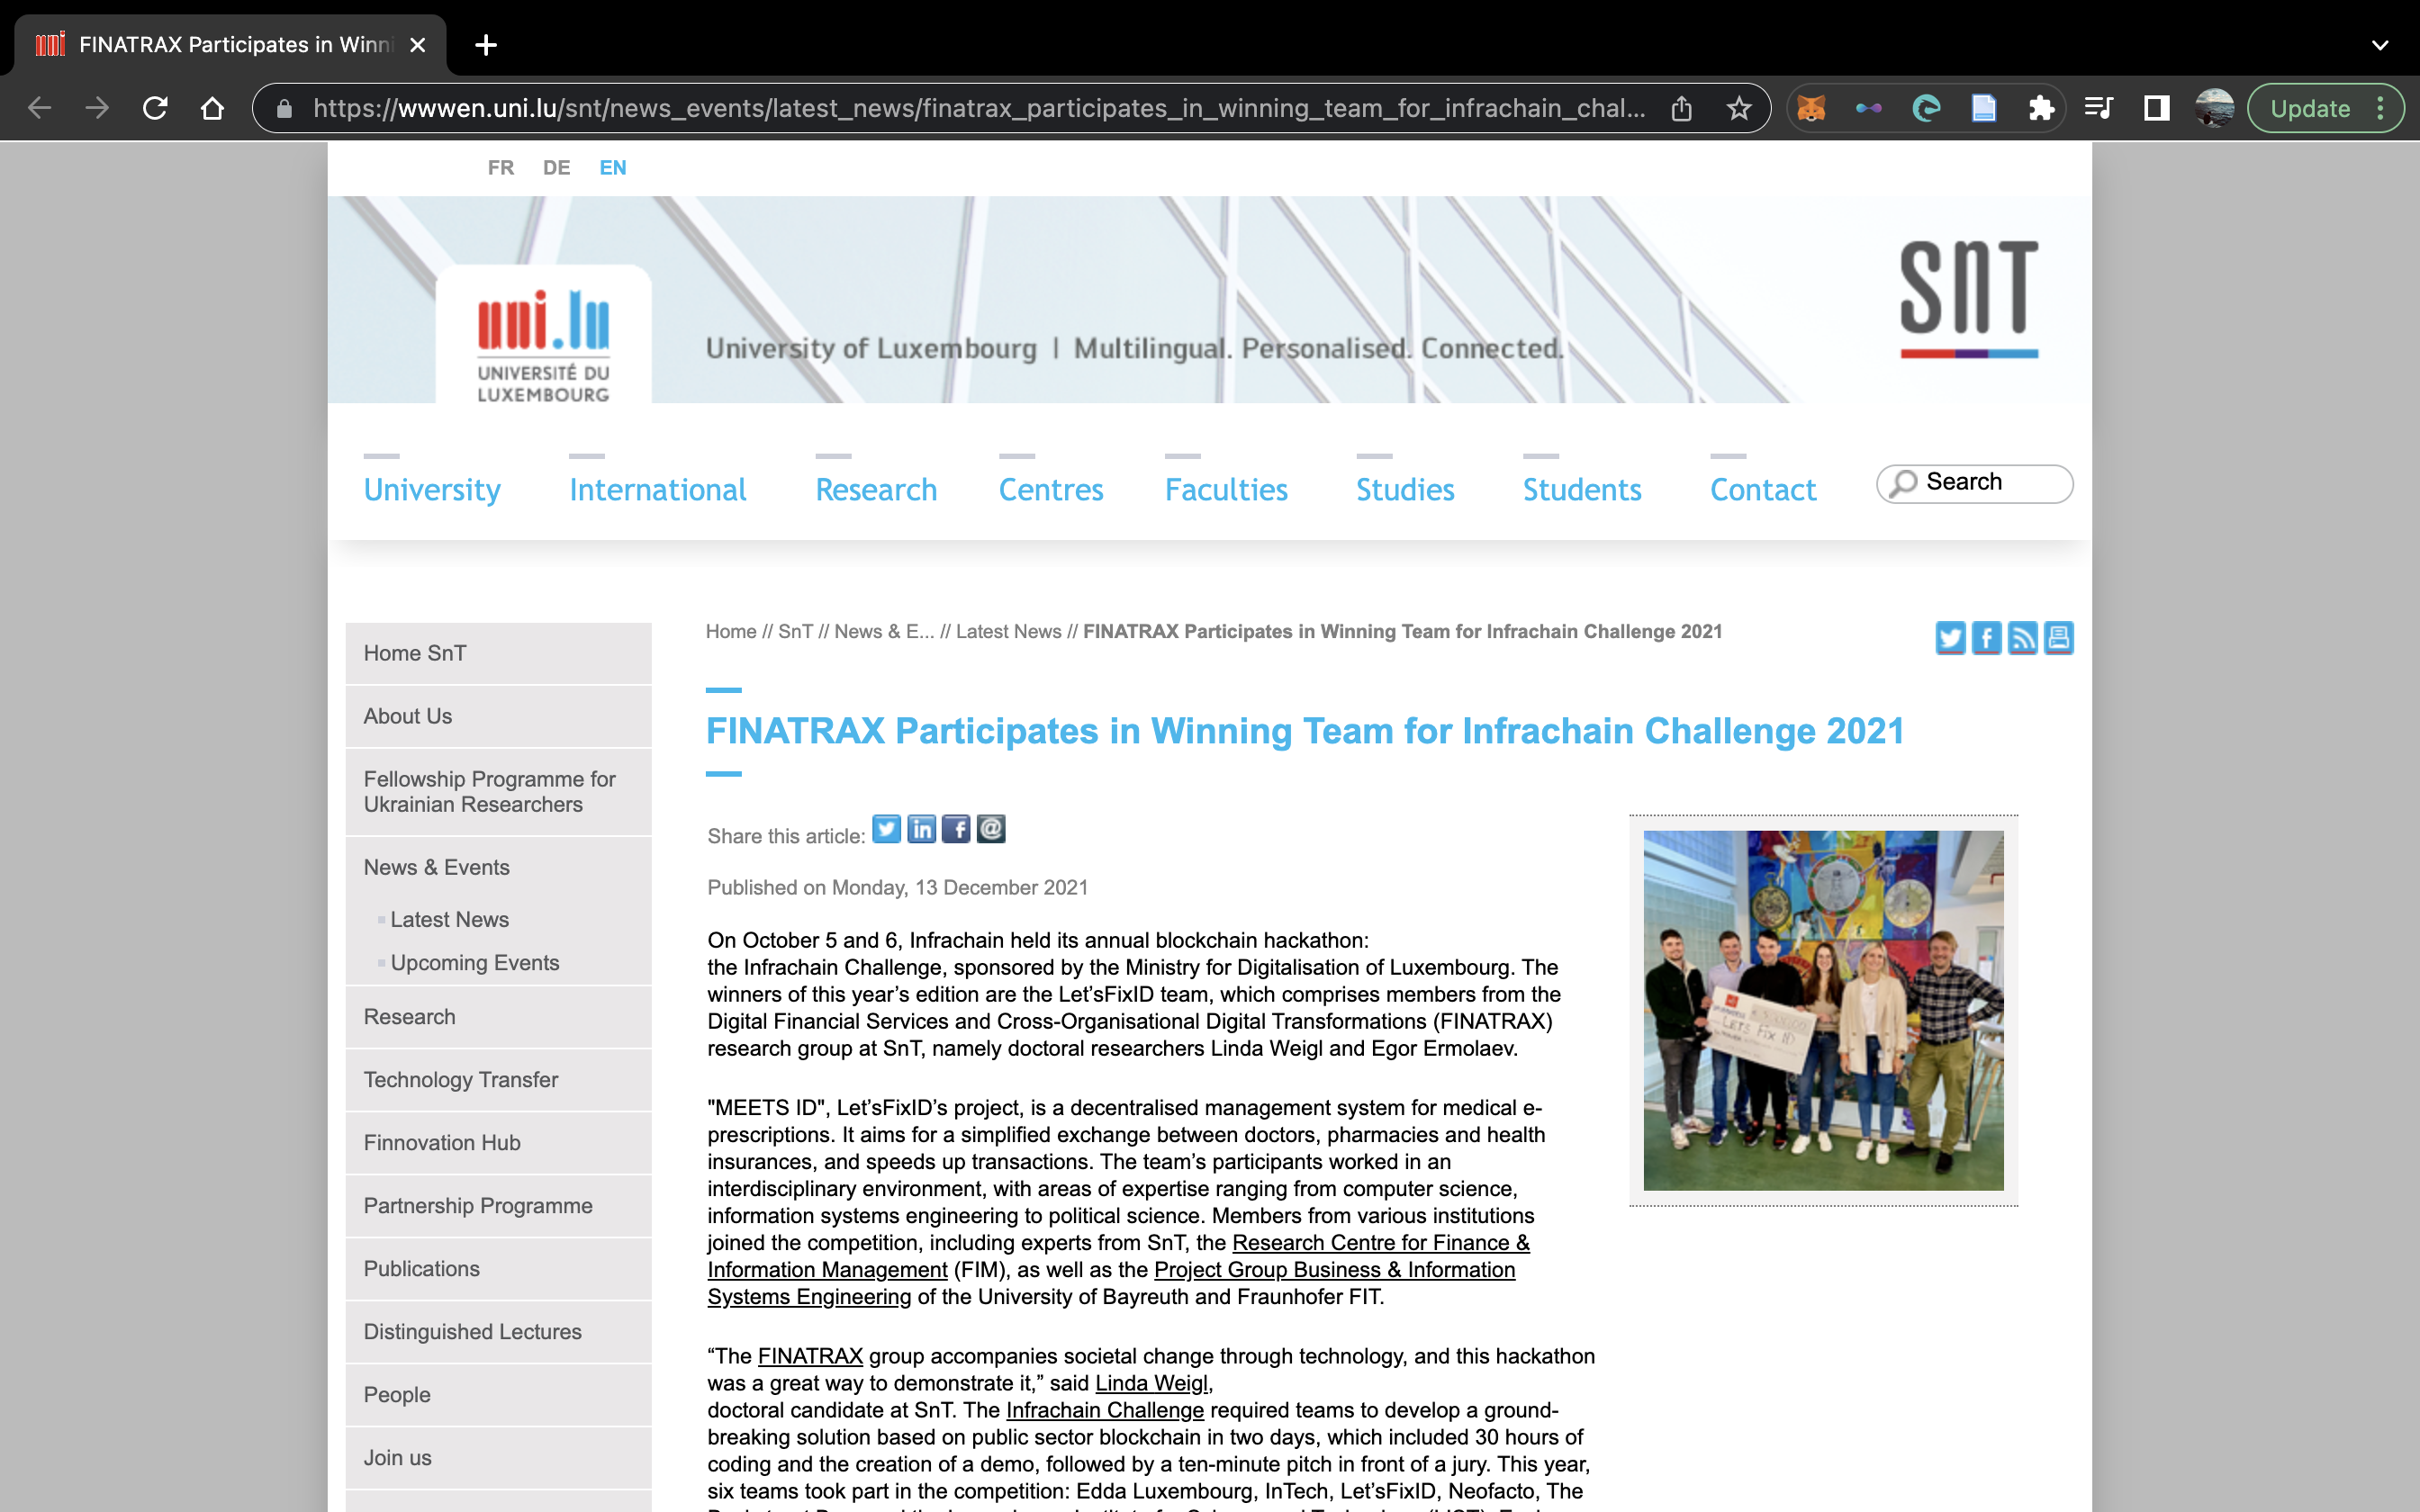 FINATRAX Participates in Winni
https://wwwen.uni.lu/snt/news_events/latest_news/finatrax_participates_in_winning_team_for_infrachain_chal...
Update
FR DE EN
uni.lu
UNIVERSITÉ DU
LUXEMBOURG
University of Luxembourg | Multilingual. Personalised. Connected.
SnT
University International Research Centres Faculties Studies Students Contact Search
Home SnT
About Us
Fellowship Programme for
Ukrainian Researchers
News & Events
Latest News
Upcoming Events
Research
Technology Transfer
Finnovation Hub
Partnership Programme
Publications
Distinguished Lectures
People
Join us
Home // SnT // News & E... // Latest News // FINATRAX Participates in Winning Team for Infrachain Challenge 2021
FINATRAX Participates in Winning Team for Infrachain Challenge 2021
Share this article:
Published on Monday, 13 December 2021
On October 5 and 6, Infrachain held its annual blockchain hackathon:
the Infrachain Challenge, sponsored by the Ministry for Digitalisation of Luxembourg. The
winners of this year’s edition are the Let’sFixID team, which comprises members from the
Digital Financial Services and Cross-Organisational Digital Transformations (FINATRAX)
research group at SnT, namely doctoral researchers Linda Weigl and Egor Ermolaev.
"MEETS ID", Let’sFixID’s project, is a decentralised management system for medical e-
prescriptions. It aims for a simplified exchange between doctors, pharmacies and health
insurances, and speeds up transactions. The team’s participants worked in an
interdisciplinary environment, with areas of expertise ranging from computer science,
information systems engineering to political science. Members from various institutions
joined the competition, including experts from SnT, the Research Centre for Finance &
Information Management (FIM), as well as the Project Group Business & Information
Systems Engineering of the University of Bayreuth and Fraunhofer FIT.
“The FINATRAX group accompanies societal change through technology, and this hackathon
was a great way to demonstrate it,” said Linda Weigl,
doctoral candidate at SnT. The Infrachain Challenge required teams to develop a ground-
breaking solution based on public sector blockchain in two days, which included 30 hours of
coding and the creation of a demo, followed by a ten-minute pitch in front of a jury. This year,
six teams took part in the competition: Edda Luxembourg, InTech, Let’sFixID, Neofacto, The
LETS FIX ID